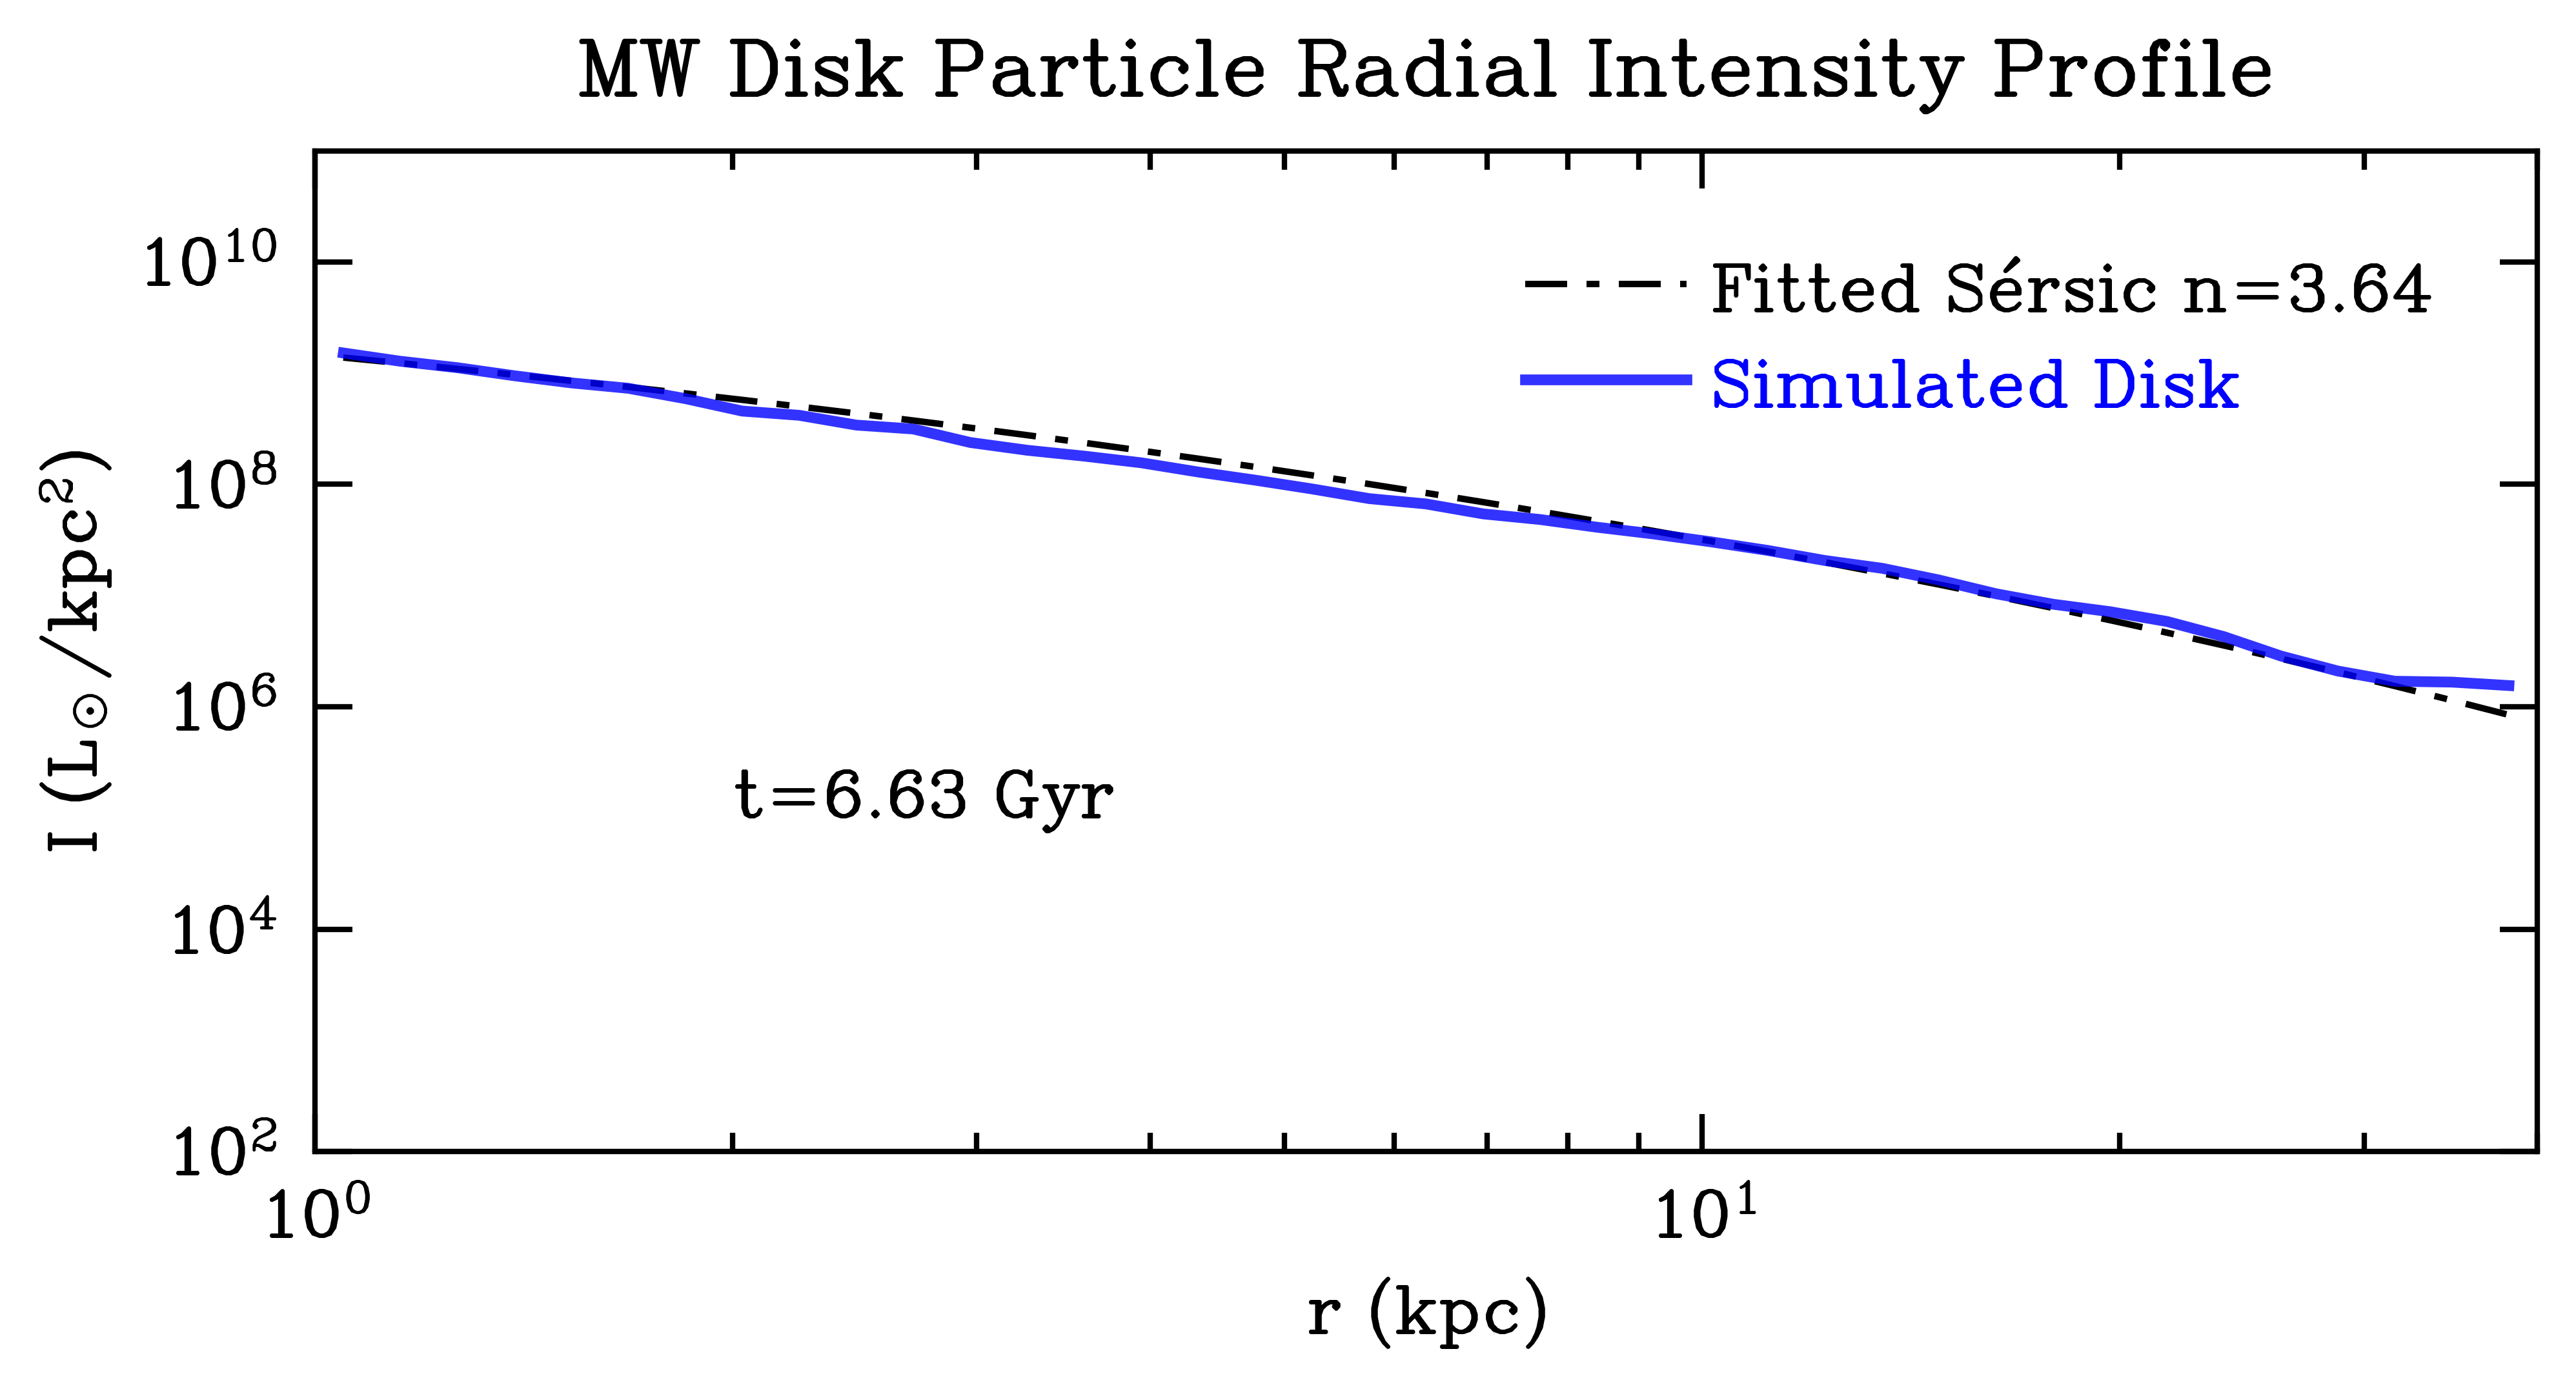 MW Disk Particle Radial Intensity Profile
I (L⊙/kpc²)
10¹⁰
10⁸
10⁶
10⁴
10²
Fitted Sérsic n=3.64
Simulated Disk
t=6.63 Gyr
10⁰
10¹
r (kpc)